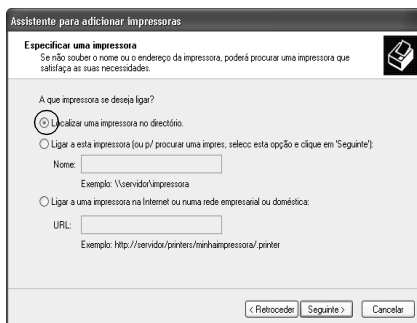 Assistente para adicionar impressoras
Especificar uma impressora
Se não souber o nome ou o endereço da impressora, poderá procurar uma impressora que
satisfaça as suas necessidades.
A que impressora se deseja ligar?
Localizar uma impressora no directório.
Ligar a esta impressora (ou p/ procurar uma impres, selecc esta opção e clique em 'Seguinte'):
Nome:
Exemplo: \\servidor\impressora
Ligar a uma impressora na Internet ou numa rede empresarial ou doméstica:
URL:
Exemplo: http://servidor/printers/minhaimpressora/.printer
< Retroceder Seguinte > Cancelar